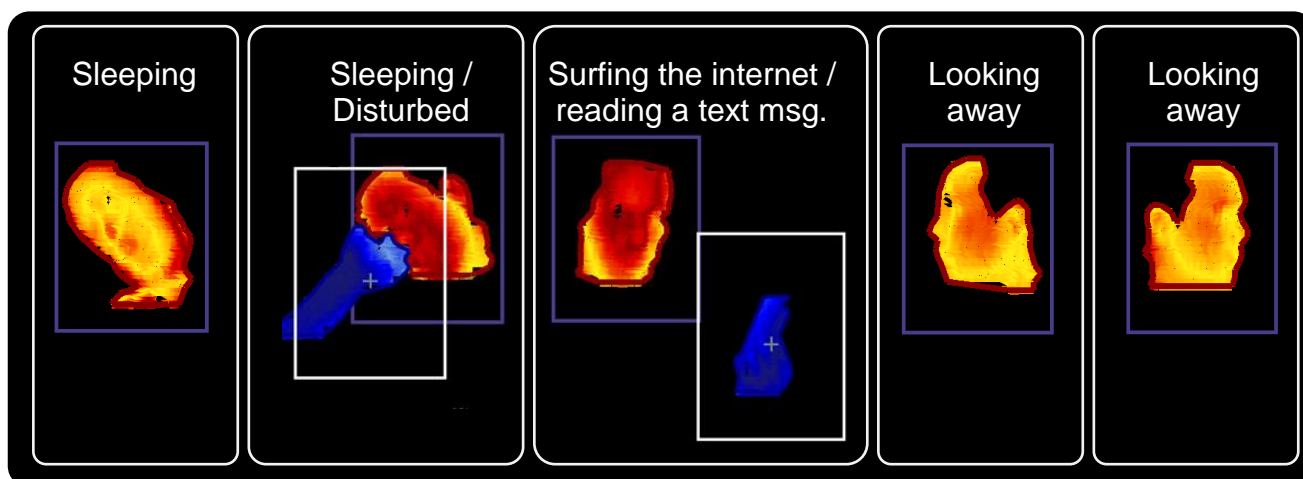 Sleeping
Sleeping /
Disturbed
Surfing the internet /
reading a text msg.
Looking
away
Looking
away